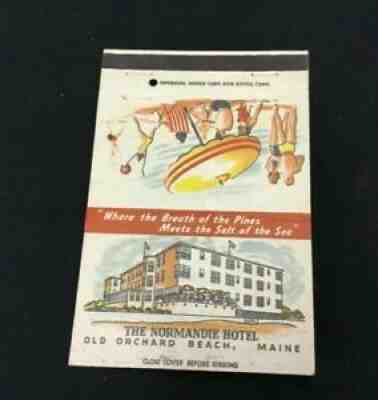 "Where the Breath of the Pines
Meets the Salt of the Sea"
THE NORMANDIE HOTEL
OLD ORCHARD BEACH, MAINE
CLOSE COVER BEFORE STRIKING